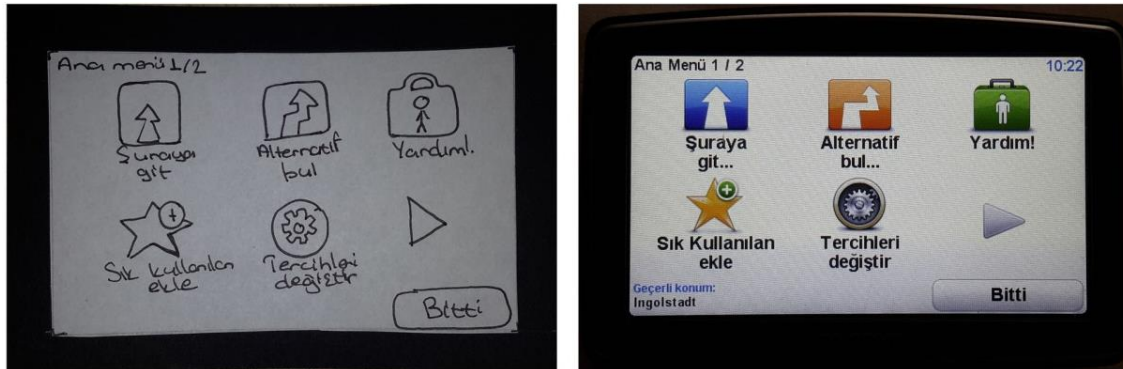 Ana menü 1/2
Şuraya
git
Alternatif
bul
Yardım!
Sık kullanılan
ekle
Tercihleri
değiştir
Bitti
Ana Menü 1 / 2
10:22
Şuraya
git...
Alternatif
bul...
Yardım!
Sık Kullanılan
ekle
Tercihleri
değiştir
Geçerli konum:
Ingolstadt
Bitti